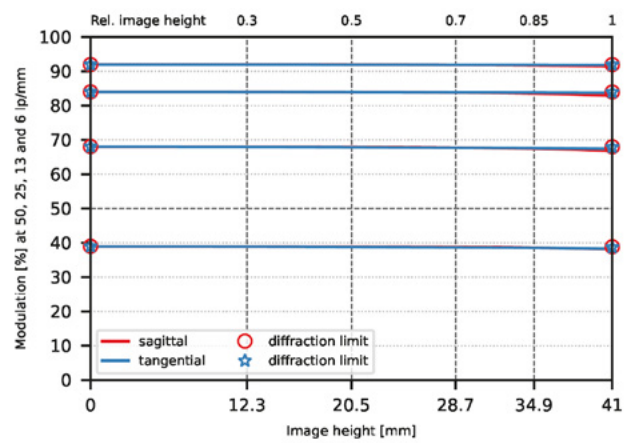 Rel. image height 0.3 0.5 0.7 0.85 1
100
90
80
70
60
50
40
30
20
10
0
Modulation [%] at 50, 25, 13 and 6 lp/mm
sagittal diffraction limit
tangential diffraction limit
0 12.3 20.5 28.7 34.9 41
Image height [mm]